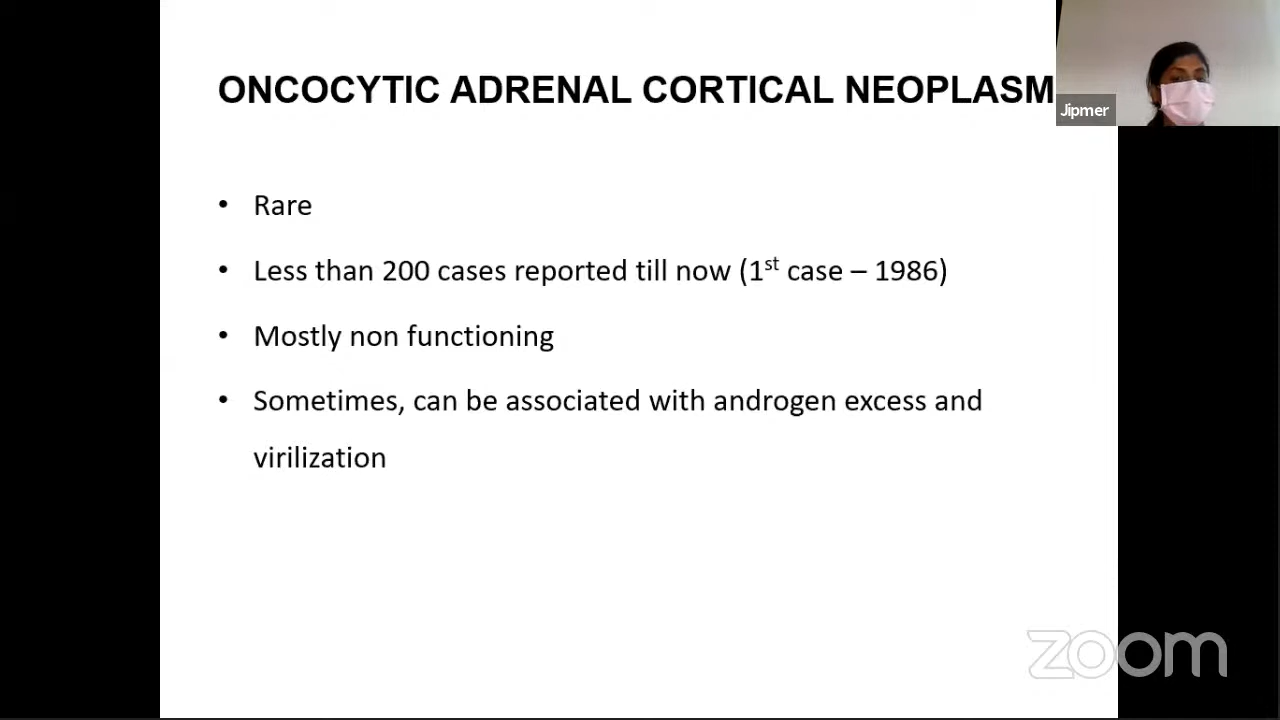 ONCOCYTIC ADRENAL CORTICAL NEOPLASM
Jipmer
• Rare
• Less than 200 cases reported till now (1st case – 1986)
• Mostly non functioning
• Sometimes, can be associated with androgen excess and
virilization
zoom